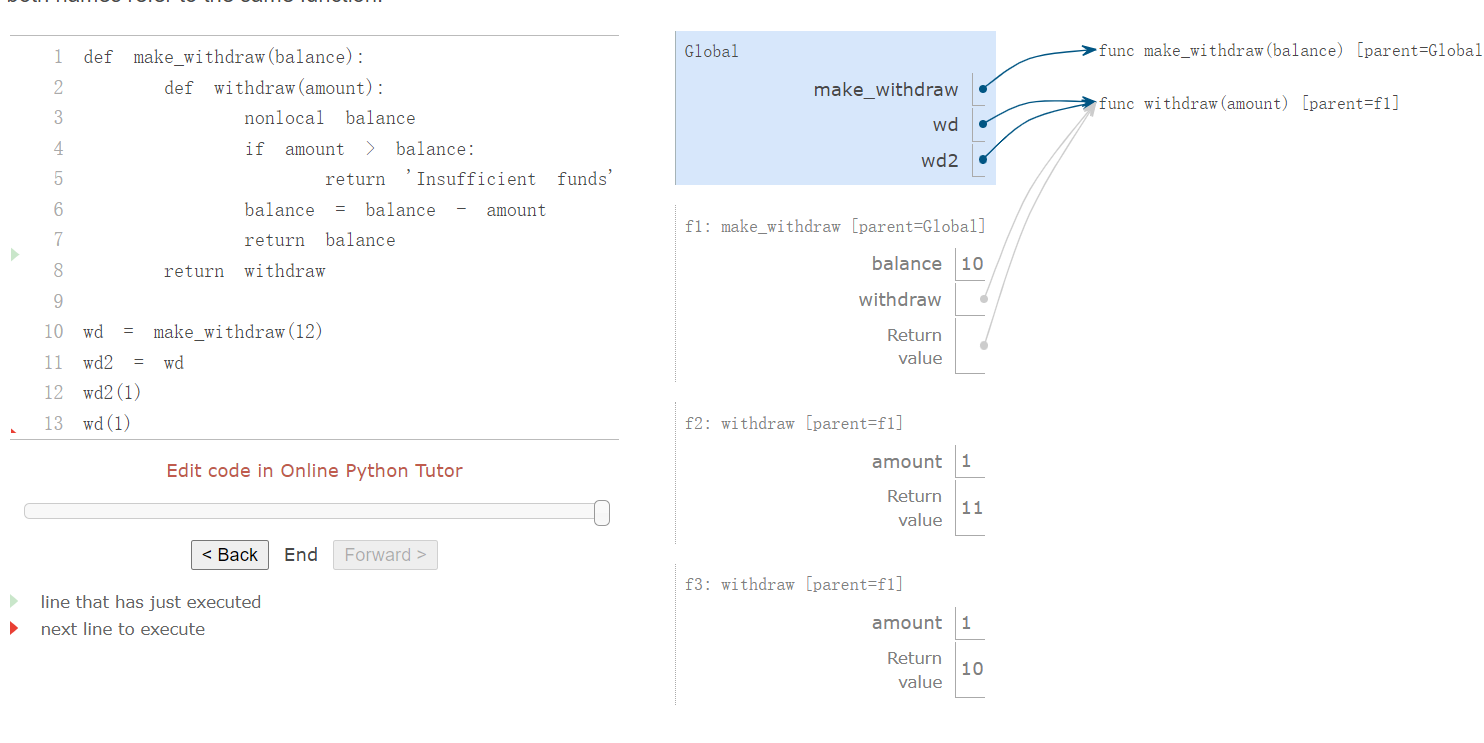 both names refer to the same function.
1 def make_withdraw(balance):
2 def withdraw(amount):
3 nonlocal balance
4 if amount > balance:
5 return 'Insufficient funds'
6 balance = balance - amount
7 return balance
8 return withdraw
9
10 wd = make_withdraw(12)
11 wd2 = wd
12 wd2(1)
13 wd(1)
Edit code in Online Python Tutor
< Back End Forward >
line that has just executed
next line to execute
Global
make_withdraw
wd
wd2
func make_withdraw(balance) [parent=Global
func withdraw(amount) [parent=f1]
f1: make_withdraw [parent=Global]
balance 10
withdraw
Return
value
f2: withdraw [parent=f1]
amount 1
Return
value 11
f3: withdraw [parent=f1]
amount 1
Return
value 10